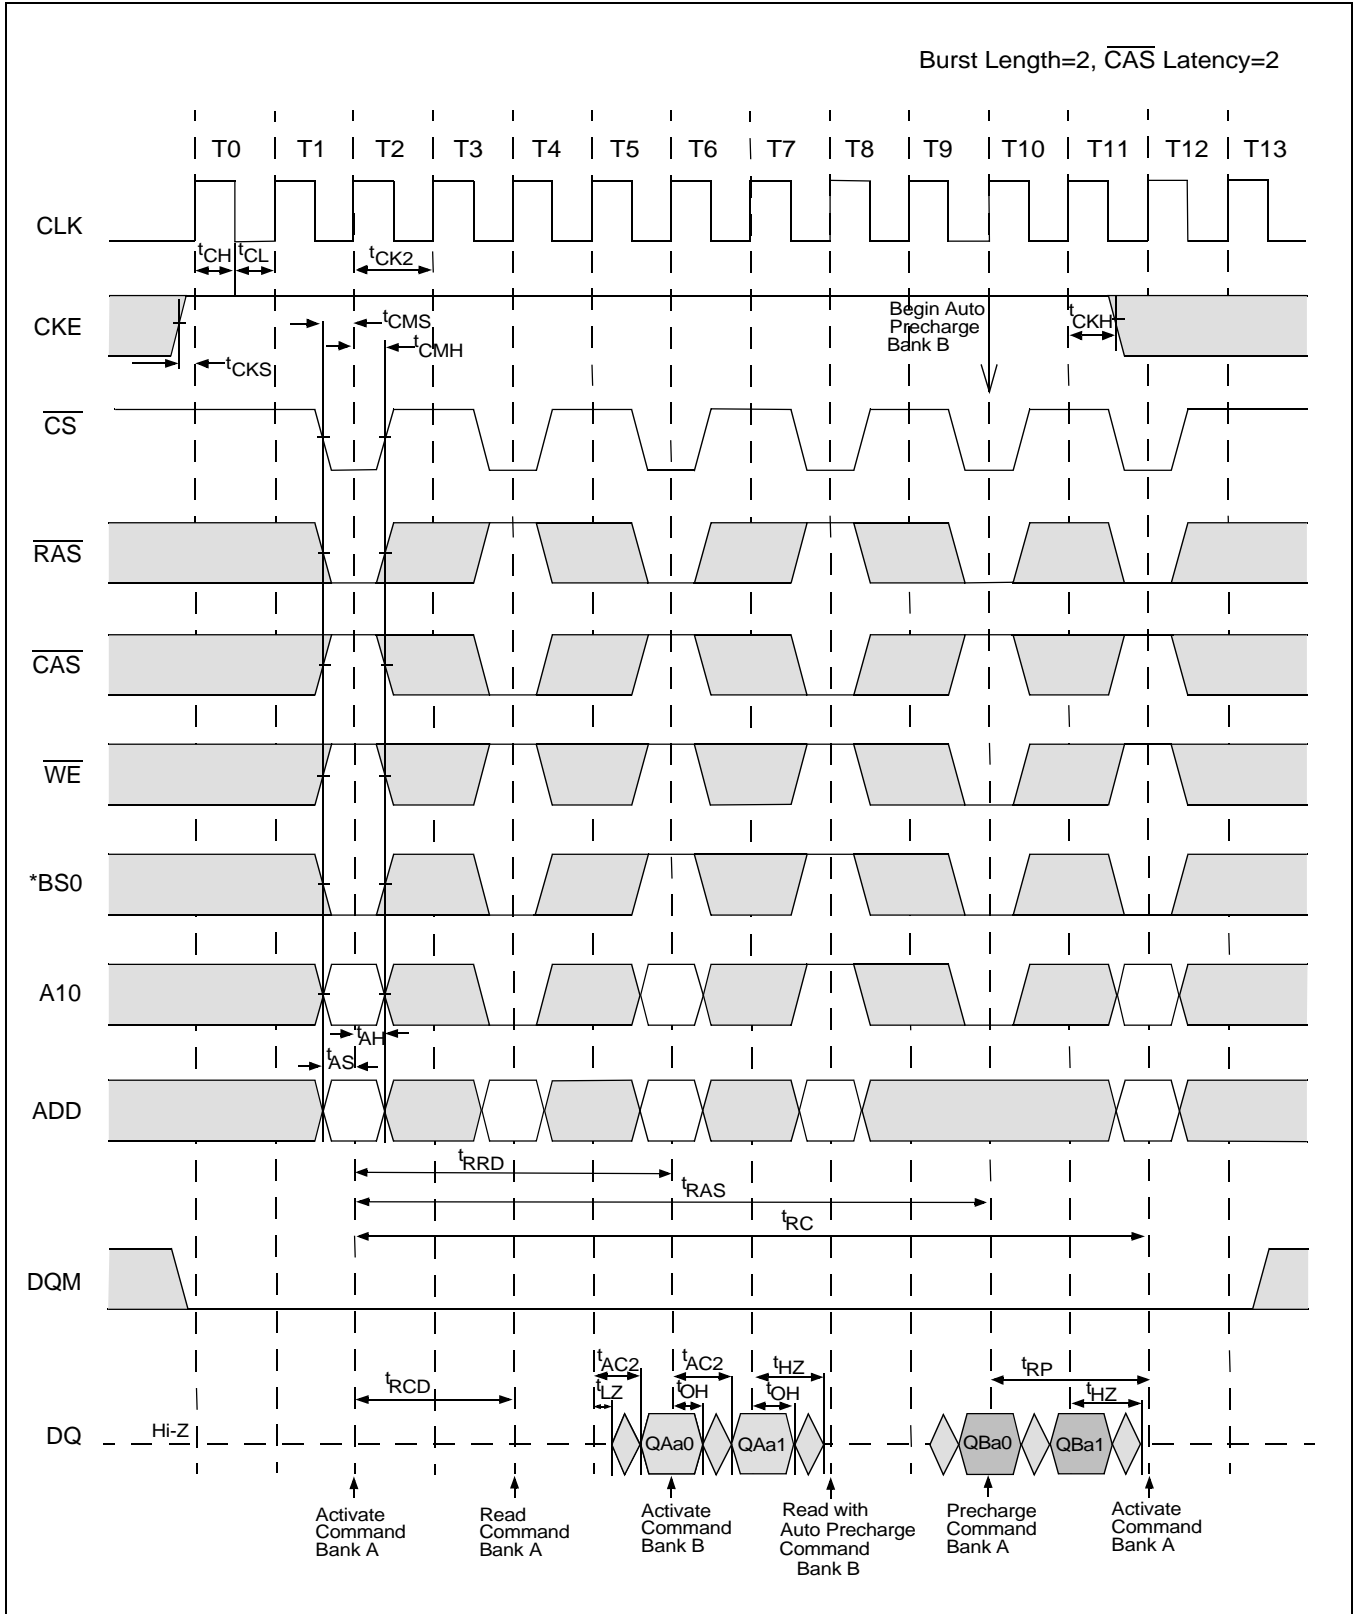 Burst Length=2, CAS Latency=2
T0 T1 T2 T3 T4 T5 T6 T7 T8 T9 T10 T11 T12 T13
CLK
tCH tCL tCK2
CKE
Begin Auto
Precharge
Bank B
tCKH
tCMS
tCMH
tCKS
CS
RAS
CAS
WE
*BS0
A10
tAH
tAS
ADD
tRRD
tRAS
tRC
DQM
tRCD
tAC2 tAC2 tHZ tRP
tLZ tOH tOH tHZ
DQ
Hi-Z
QAa0 QAa1 QBa0 QBa1
Activate
Command
Bank A
Read
Command
Bank A
Activate
Command
Bank B
Read with
Auto Precharge
Command
Bank B
Precharge
Command
Bank A
Activate
Command
Bank A